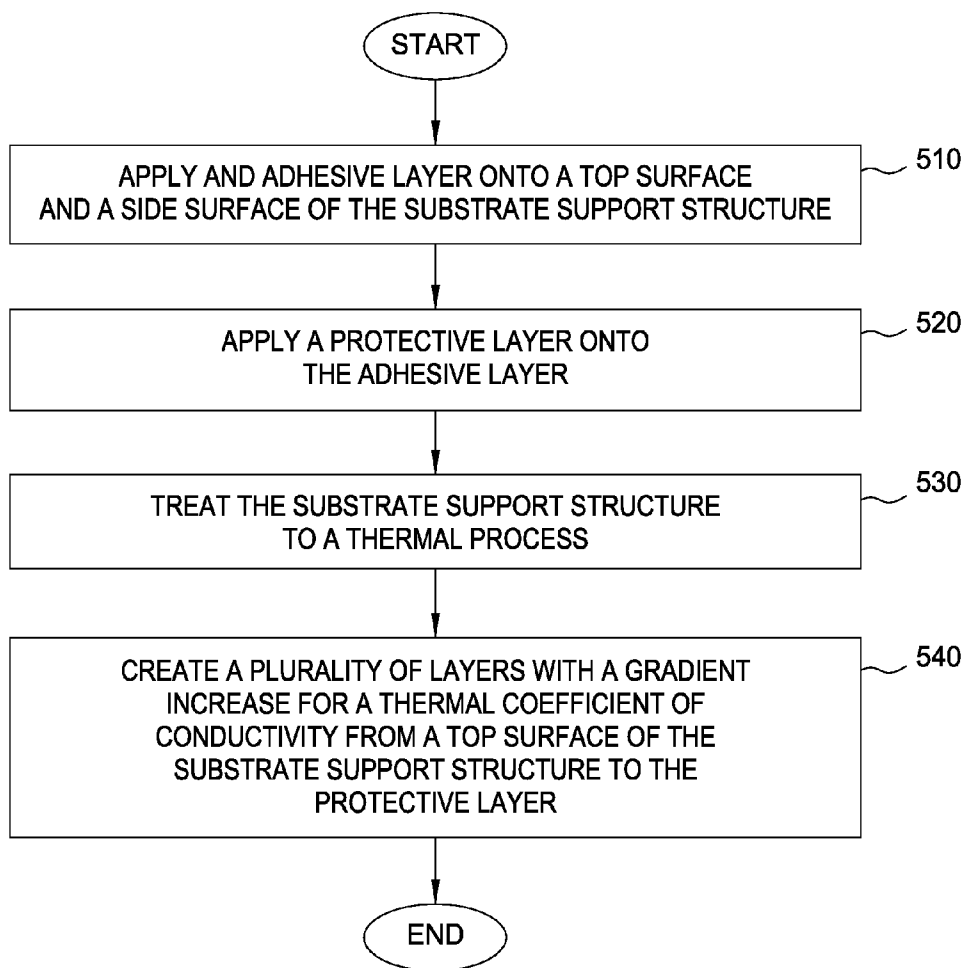 START
APPLY AND ADHESIVE LAYER ONTO A TOP SURFACE
AND A SIDE SURFACE OF THE SUBSTRATE SUPPORT STRUCTURE
510
APPLY A PROTECTIVE LAYER ONTO
THE ADHESIVE LAYER
520
TREAT THE SUBSTRATE SUPPORT STRUCTURE
TO A THERMAL PROCESS
530
CREATE A PLURALITY OF LAYERS WITH A GRADIENT
INCREASE FOR A THERMAL COEFFICIENT OF
CONDUCTIVITY FROM A TOP SURFACE OF THE
SUBSTRATE SUPPORT STRUCTURE TO THE
PROTECTIVE LAYER
540
END